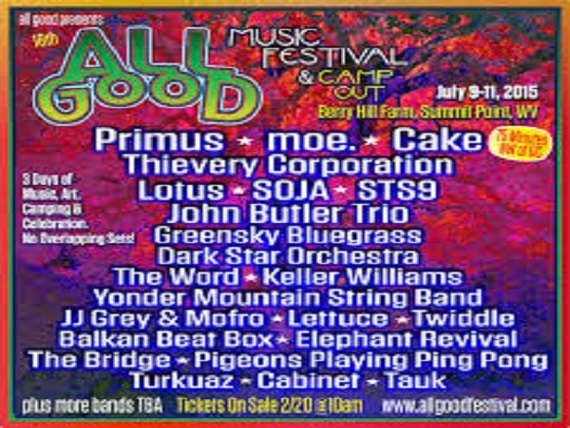 all good presents
ALL GOOD
MUSIC
FESTIVAL
& CAMP
OUT
July 9-11, 2015
Berry Hill Farm, Summit Point, WV
Primus * moe. * Cake
75 Minutes
NW of DC
Thievery Corporation
Lotus * SOJA * STS9
John Butler Trio
Greensky Bluegrass
Dark Star Orchestra
The Word * Keller Williams
Yonder Mountain String Band
JJ Grey & Mofro * Lettuce * Twiddle
Balkan Beat Box * Elephant Revival
The Bridge * Pigeons Playing Ping Pong
Turkuaz * Cabinet * Tauk
3 Days of
Music, Art,
Camping &
Celebration.
No Overlapping Sets!
plus more bands TBA Tickets On Sale 2/20 @10am www.allgoodfestival.com